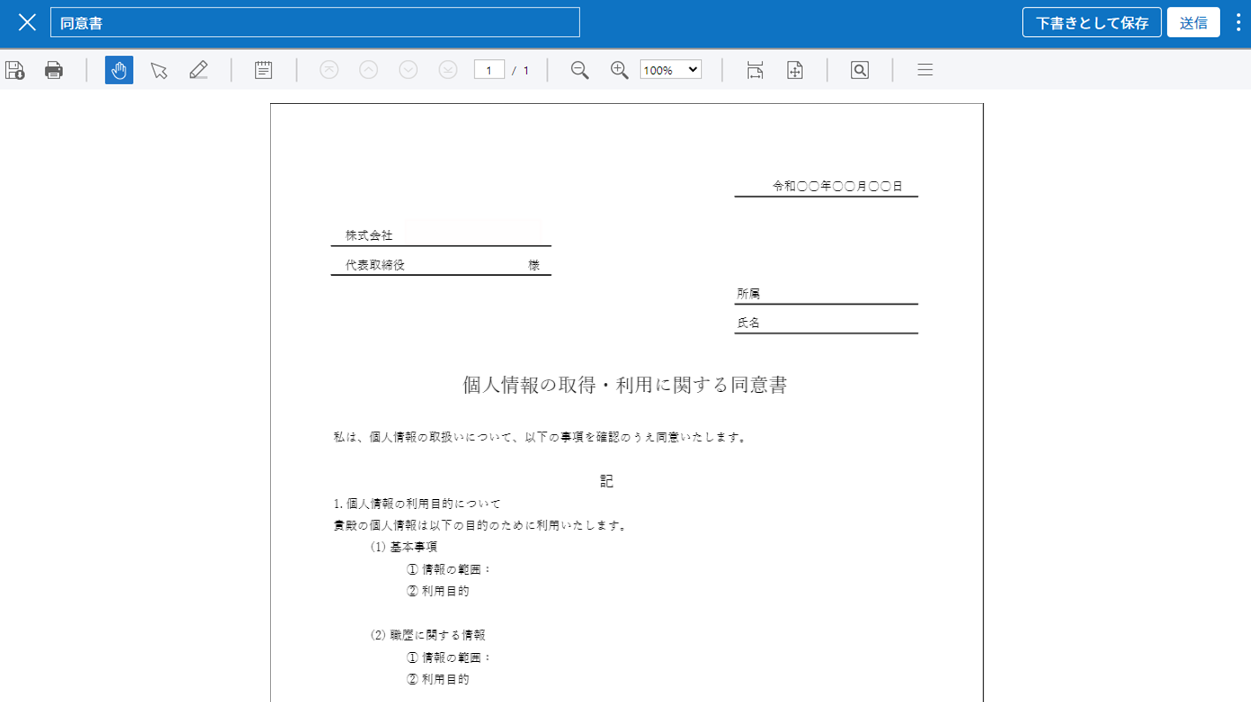 同意書
下書きとして保存
送信
1 / 1
100%
令和〇〇年〇〇月〇〇日
株式会社
代表取締役 様
所属
氏名
個人情報の取得・利用に関する同意書
私は、個人情報の取扱いについて、以下の事項を確認のうえ同意いたします。
記
1. 個人情報の利用目的について
貴殿の個人情報は以下の目的のために利用いたします。
(1) 基本事項
① 情報の範囲：
② 利用目的
(2) 職歴に関する情報
① 情報の範囲：
② 利用目的